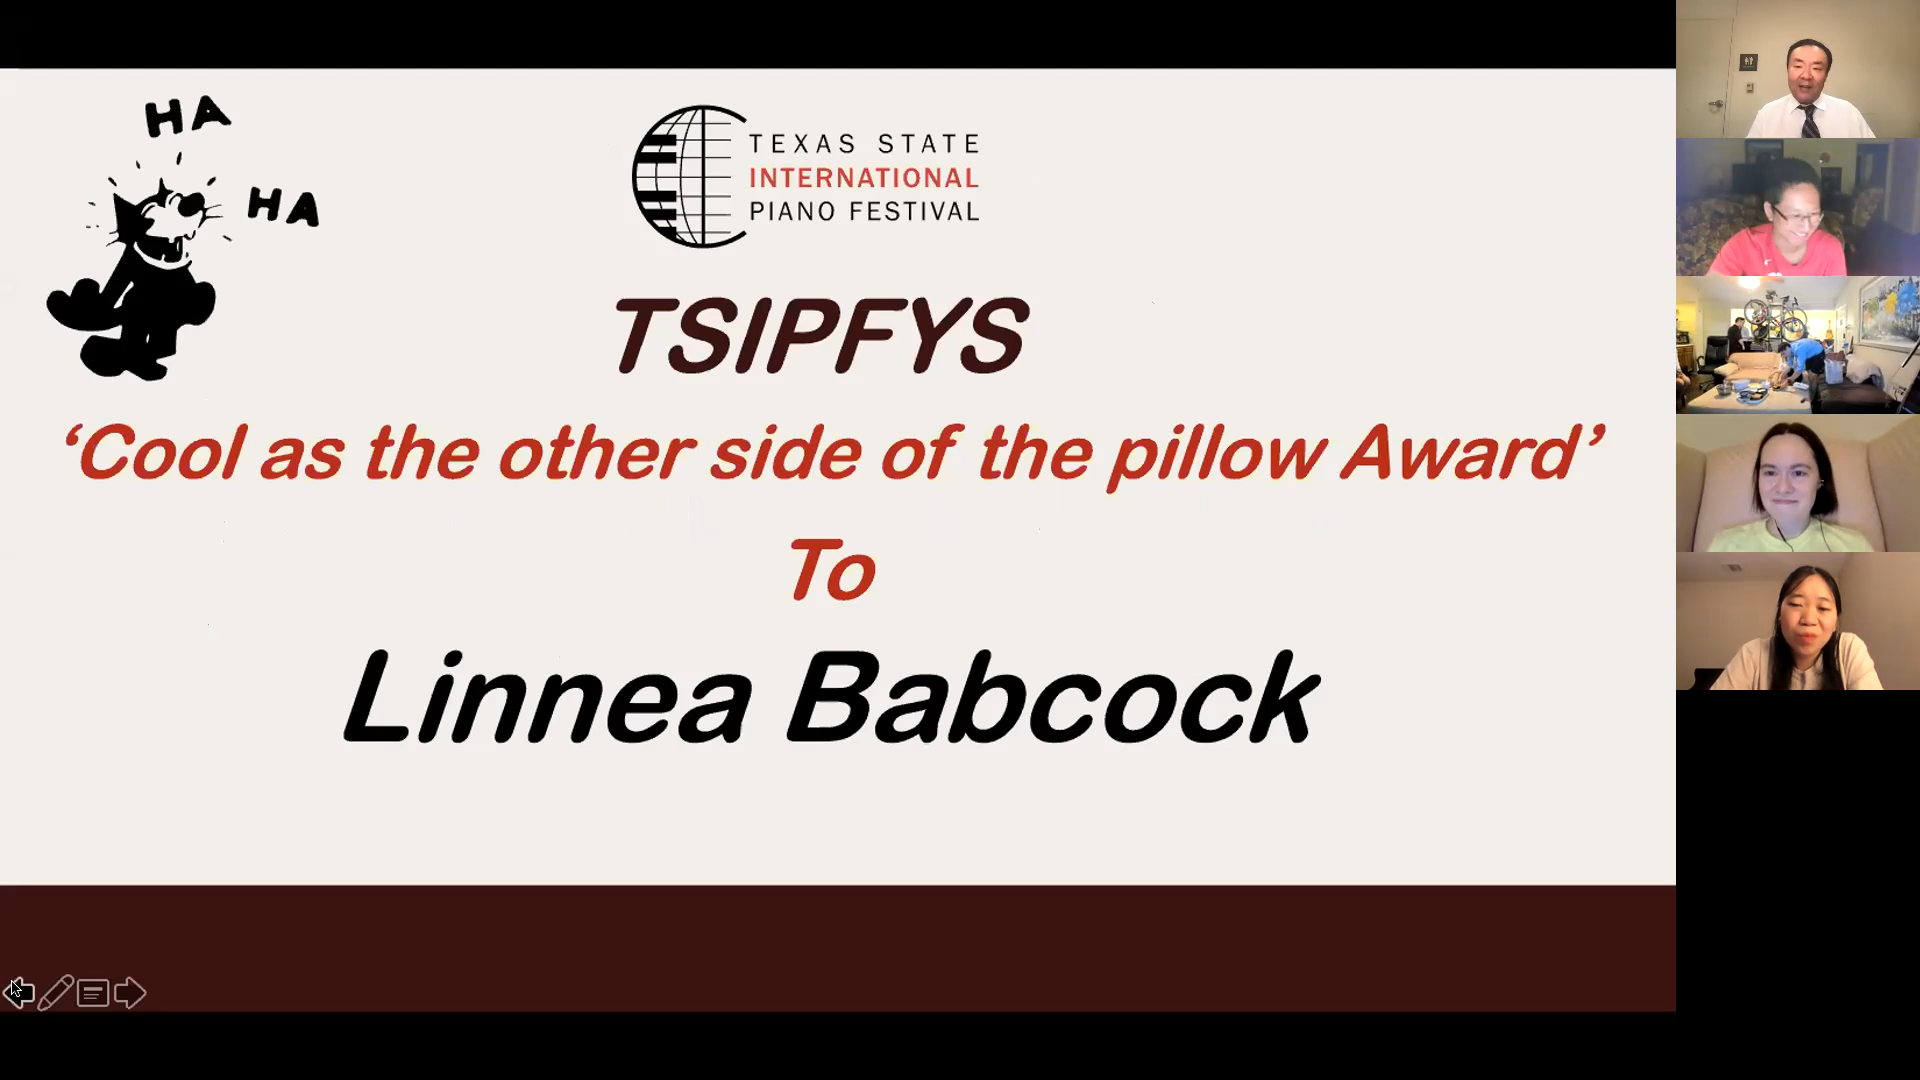 HA
HA
TEXAS STATE
INTERNATIONAL
PIANO FESTIVAL
TSIPFYS
‘Cool as the other side of the pillow Award’
To
Linnea Babcock